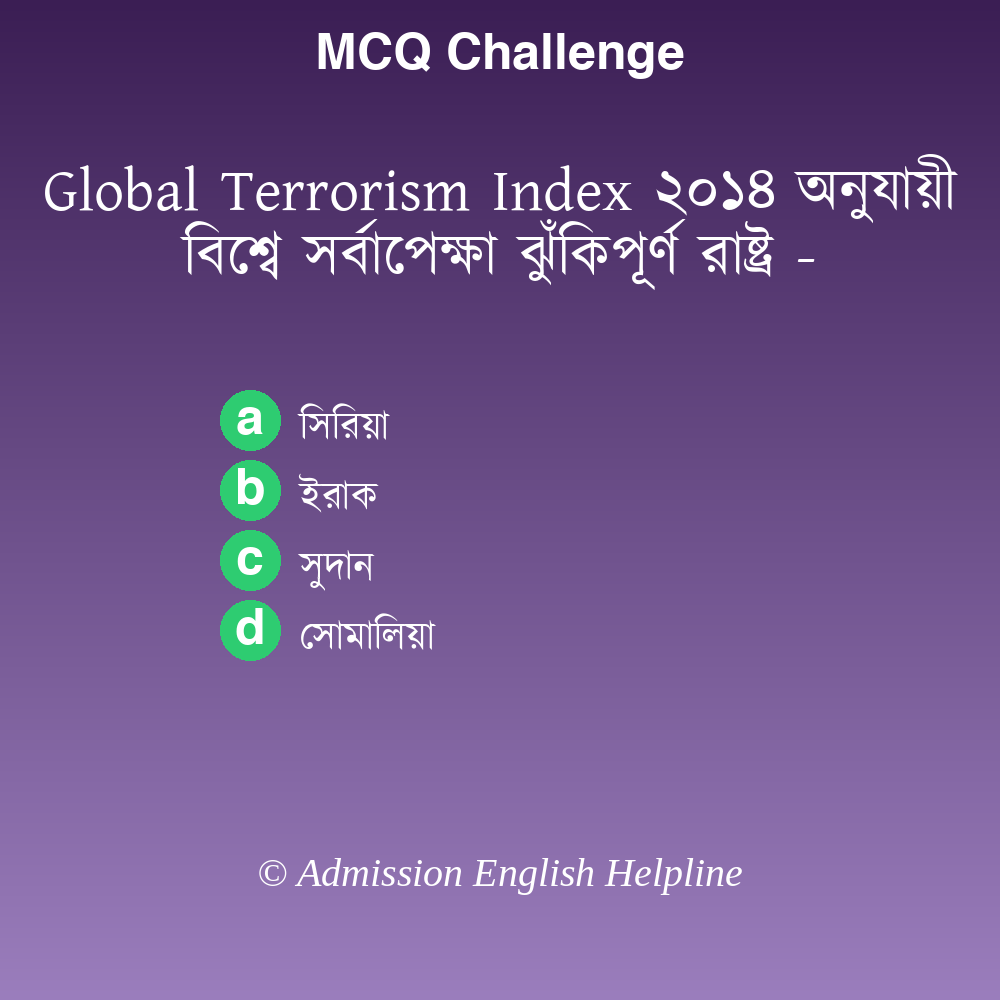 MCQ Challenge
Global Terrorism Index ২০১৪ অনুযায়ী
বিশ্বে সর্বাপেক্ষা ঝুঁকিপূর্ণ রাষ্ট্র -
a সিরিয়া
b ইরাক
c সুদান
d সোমালিয়া
© Admission English Helpline